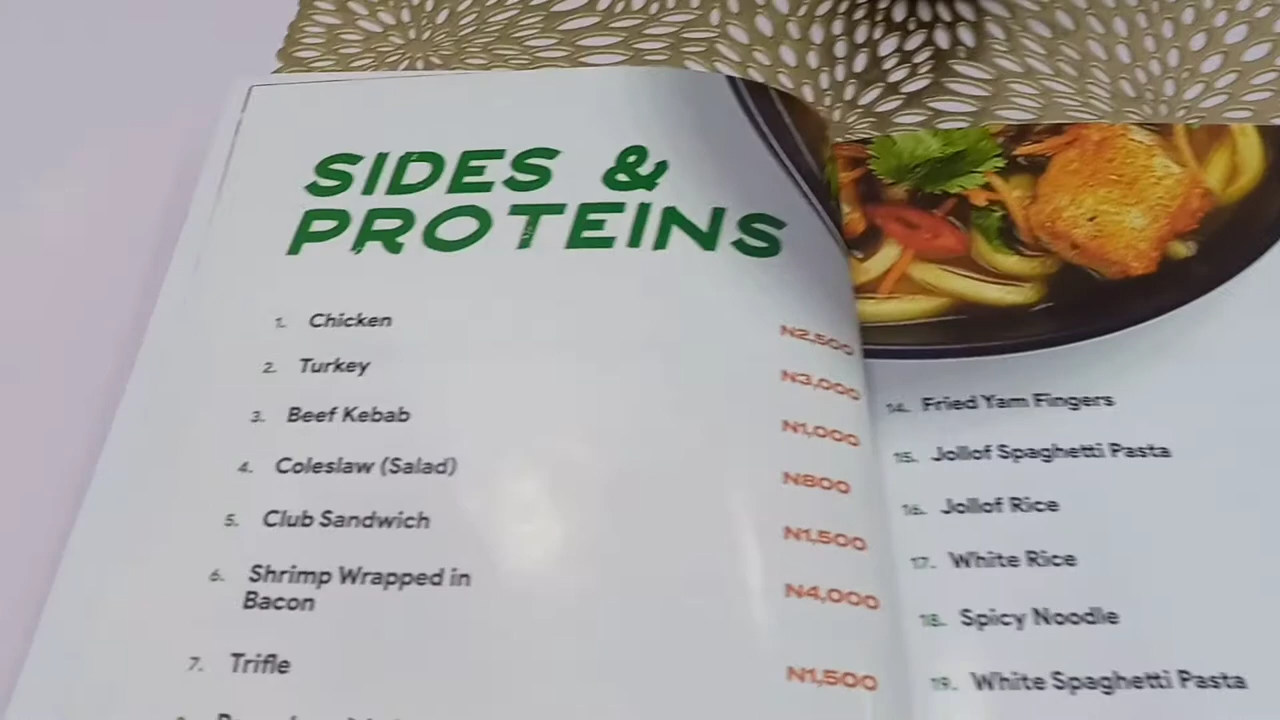 SIDES &
PROTEINS
1. Chicken N2,500
2. Turkey N3,000
3. Beef Kebab N1,000
4. Coleslaw (Salad) N800
5. Club Sandwich N1,500
6. Shrimp Wrapped in
Bacon N4,000
7. Trifle N1,500
14. Fried Yam Fingers
15. Jollof Spaghetti Pasta
16. Jollof Rice
17. White Rice
18. Spicy Noodle
19. White Spaghetti Pasta